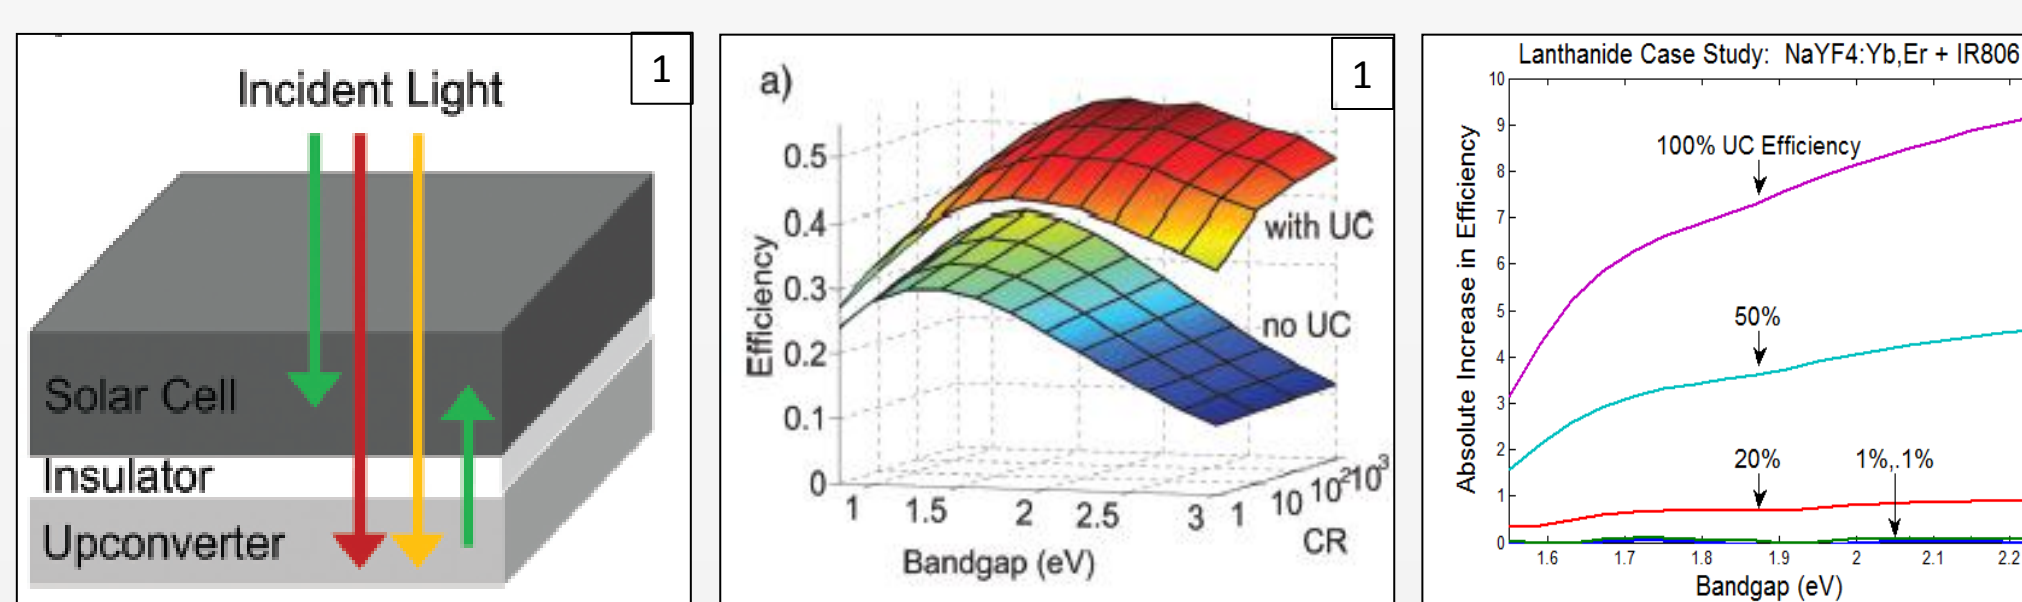 1
Incident Light
Solar Cell
Insulator
Upconverter
1
a)
0.5
0.4
0.3
0.2
0.1
0
Efficiency
with UC
no UC
1 1.5 2 2.5 3
Bandgap (eV)
1 10 10² 10³
CR
Lanthanide Case Study: NaYF4:Yb,Er + IR806
10
9
8
7
6
5
4
3
2
1
0
Absolute Increase in Efficiency
100% UC Efficiency
50%
20%
1%,.1%
1.6 1.7 1.8 1.9 2 2.1 2.2
Bandgap (eV)